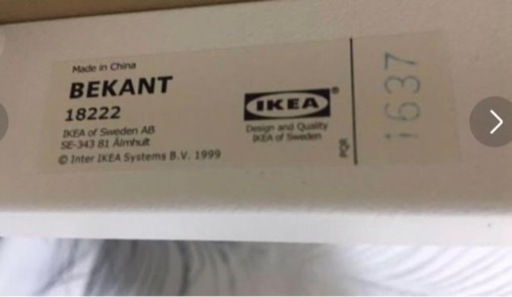 Made in China
BEKANT
18222
IKEA of Sweden AB
SE-343 81 Älmhult
© Inter IKEA Systems B.V. 1999
IKEA®
Design and Quality
IKEA of Sweden
PQR
1637